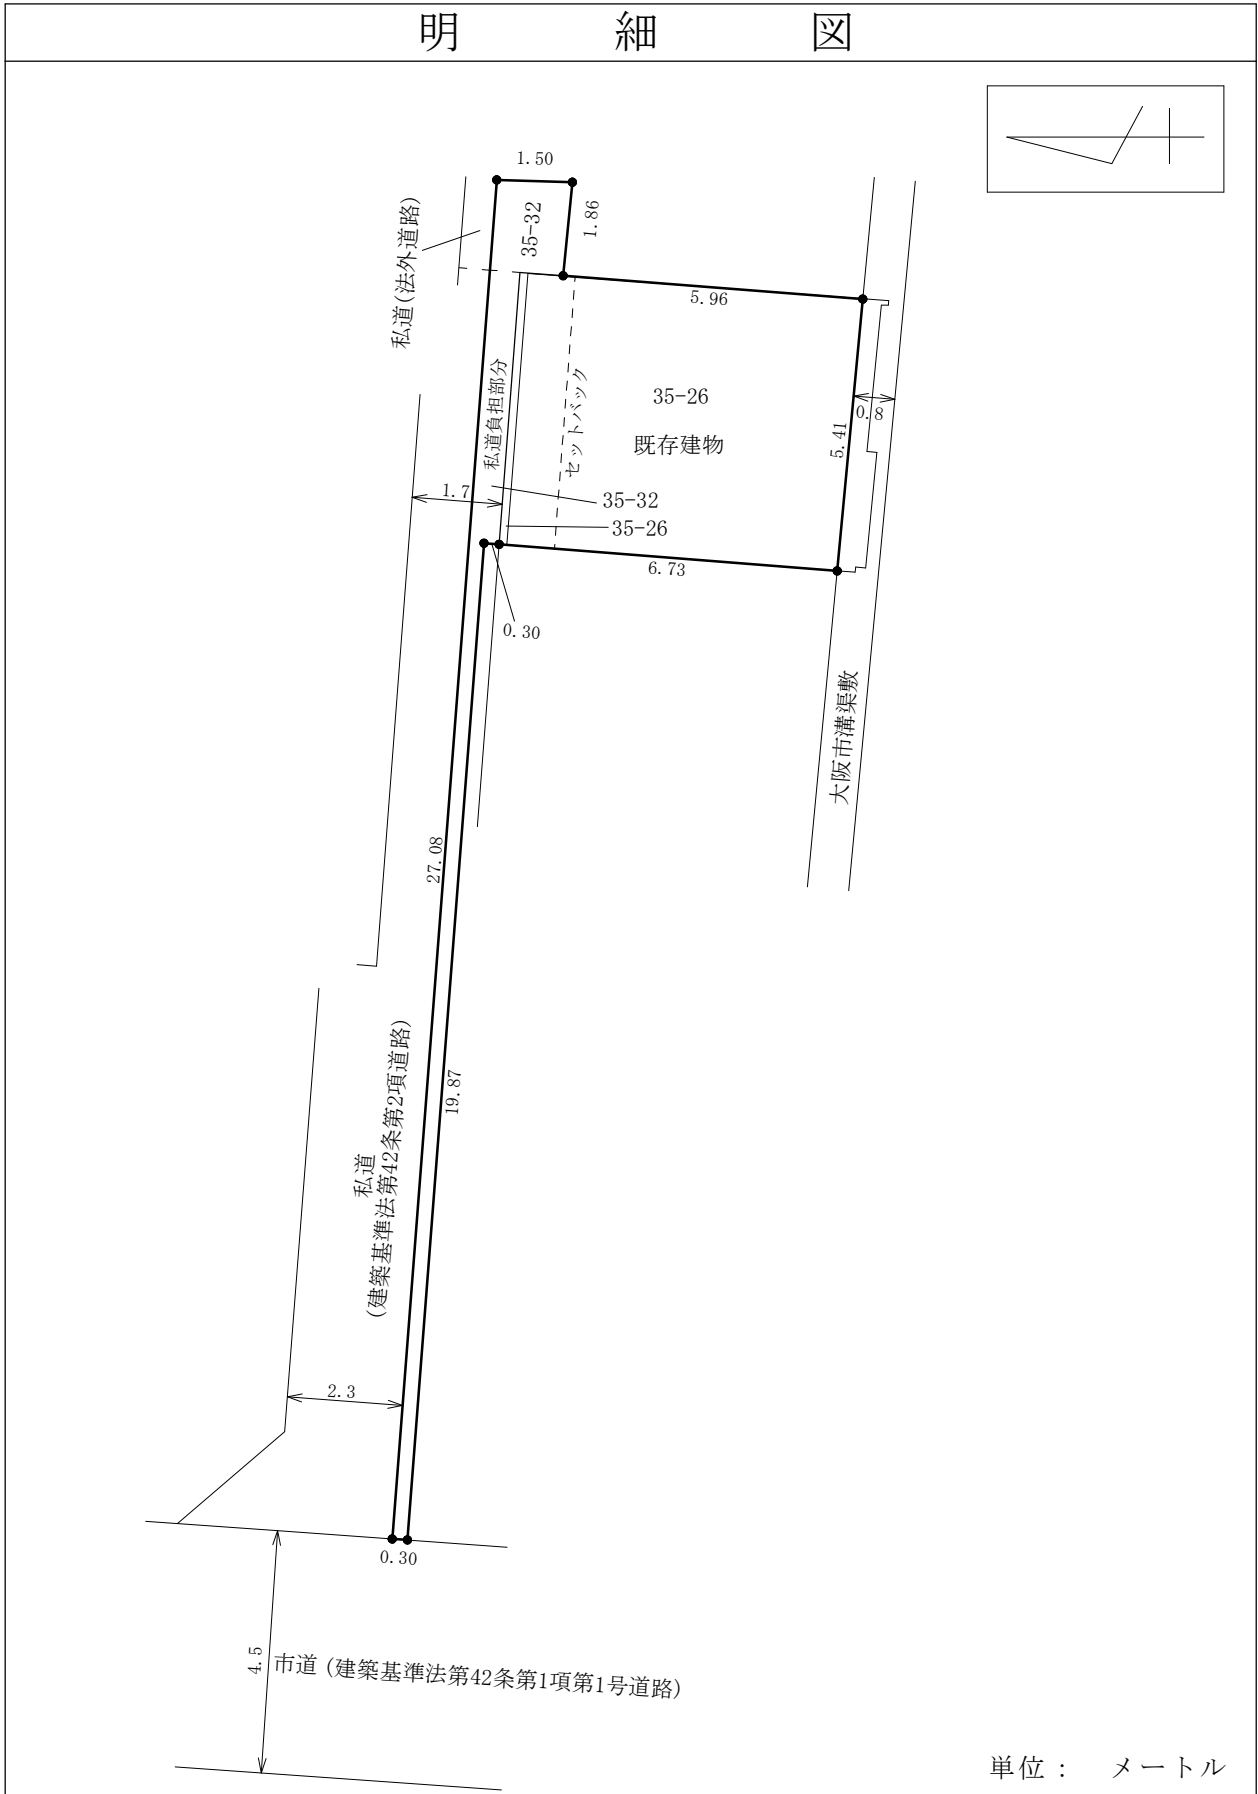 明 細 図
1.50
35-32
1.86
私道(法外道路)
5.96
私道負担部分
セットバック
35-26
既存建物
5.41
0.8
1.7
35-32
35-26
6.73
0.30
大阪市溝渠敷
27.08
19.87
私道
(建築基準法第42条第2項道路)
2.3
0.30
4.5
市道(建築基準法第42条第1項第1号道路)
単位: メートル